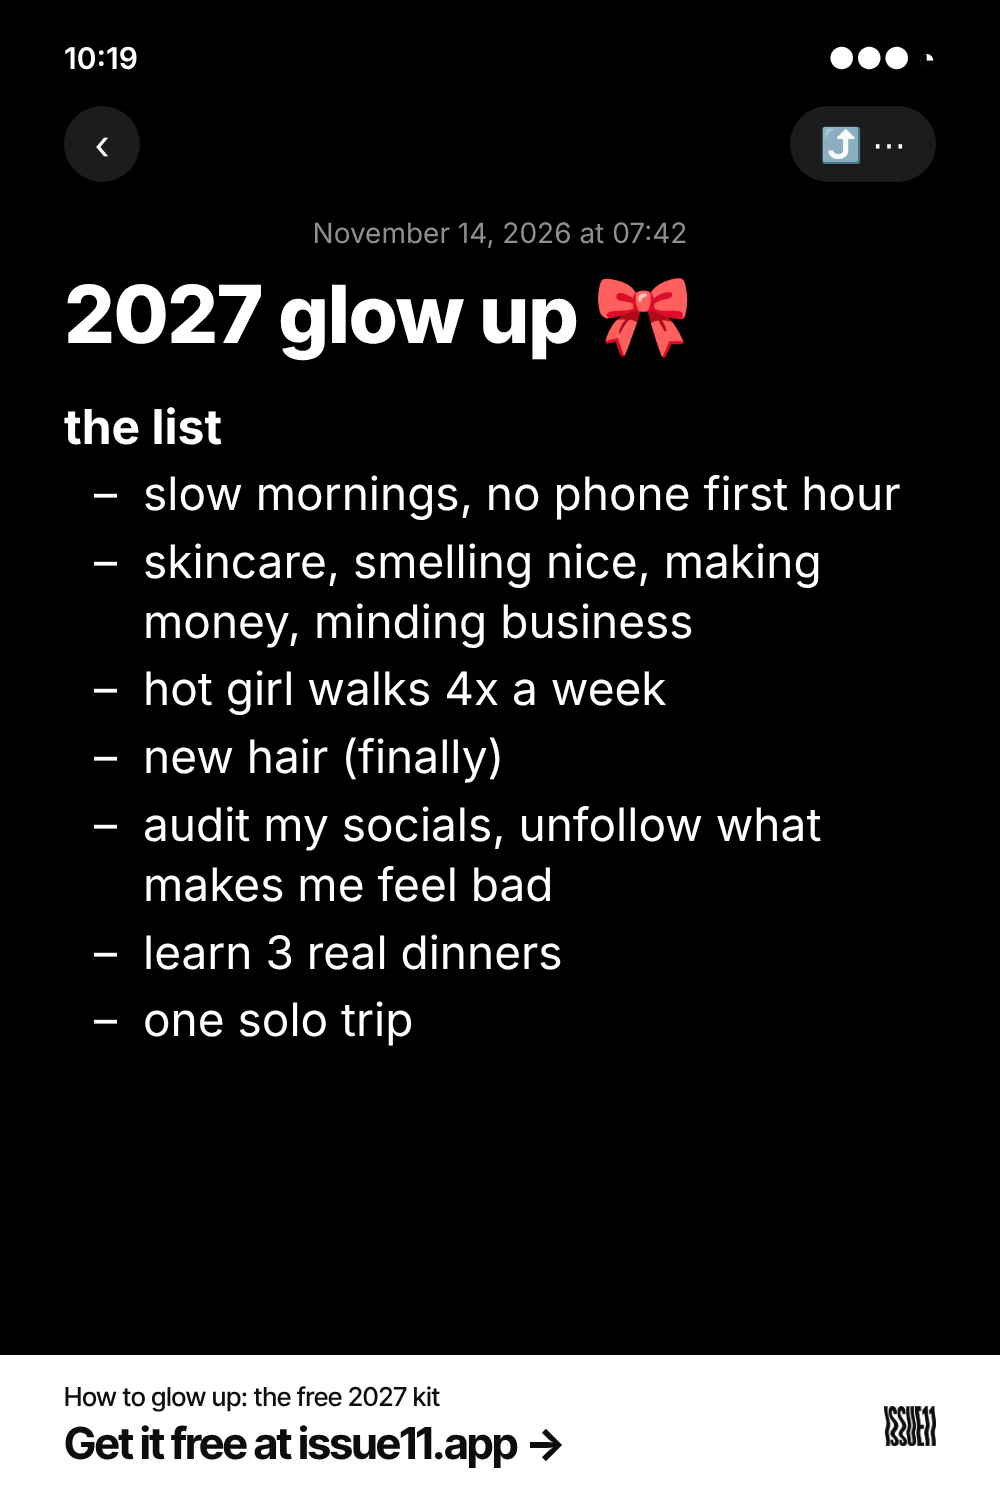 10:19
‹
⤴️ ...
November 14, 2026 at 07:42
2027 glow up 🎀
the list
– slow mornings, no phone first hour
– skincare, smelling nice, making
money, minding business
– hot girl walks 4x a week
– new hair (finally)
– audit my socials, unfollow what
makes me feel bad
– learn 3 real dinners
– one solo trip
How to glow up: the free 2027 kit
Get it free at issue11.app →
ISSUE11